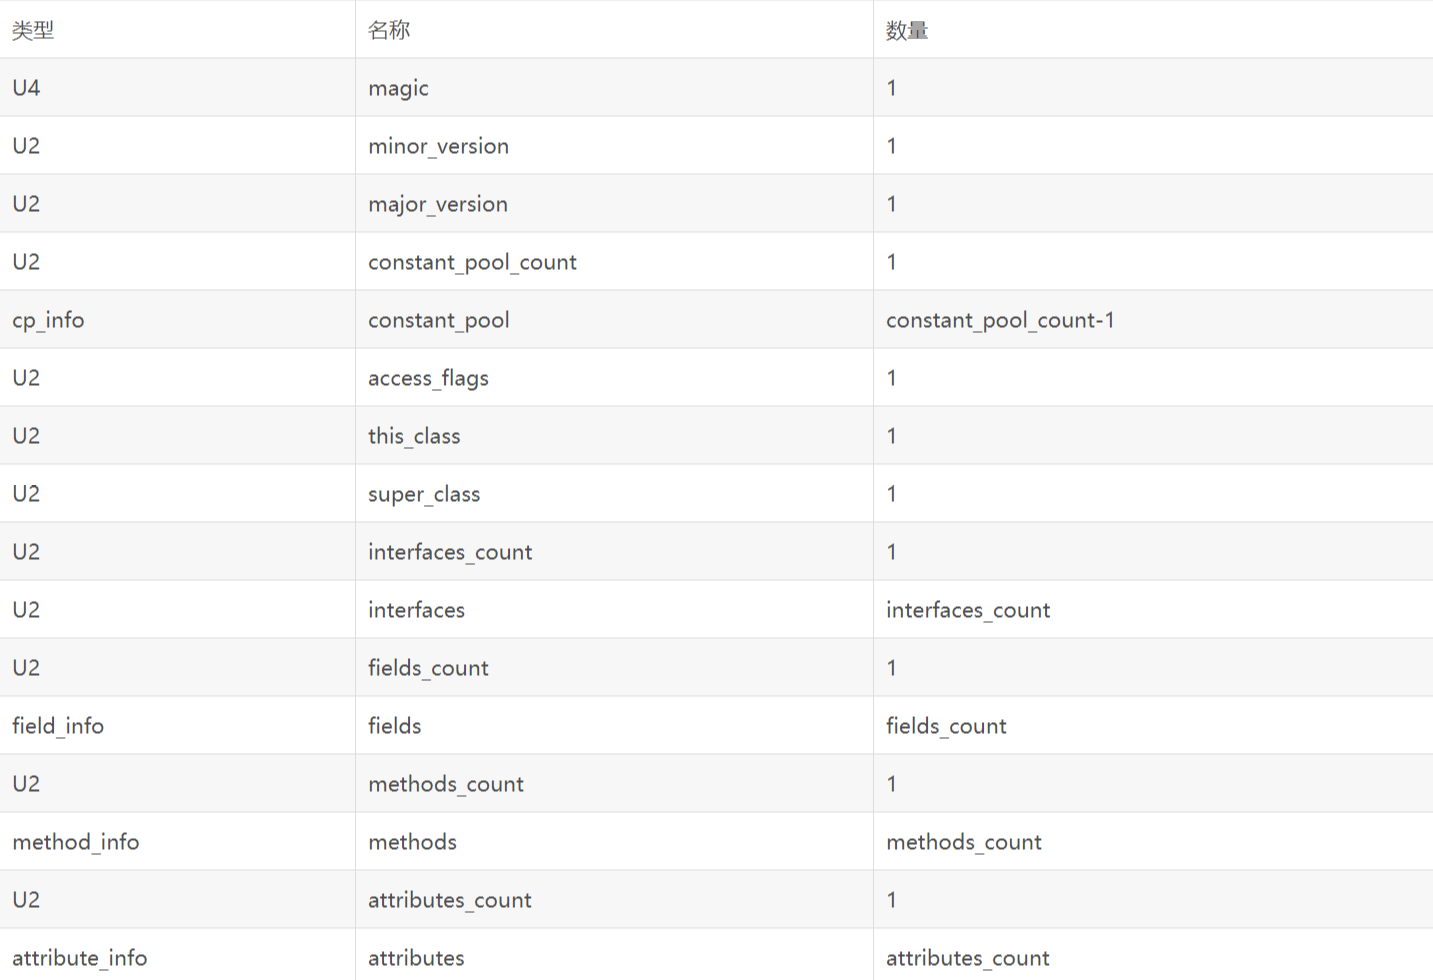 类型 名称 数量
U4 magic 1
U2 minor_version 1
U2 major_version 1
U2 constant_pool_count 1
cp_info constant_pool constant_pool_count-1
U2 access_flags 1
U2 this_class 1
U2 super_class 1
U2 interfaces_count 1
U2 interfaces interfaces_count
U2 fields_count 1
field_info fields fields_count
U2 methods_count 1
method_info methods methods_count
U2 attributes_count 1
attribute_info attributes attributes_count